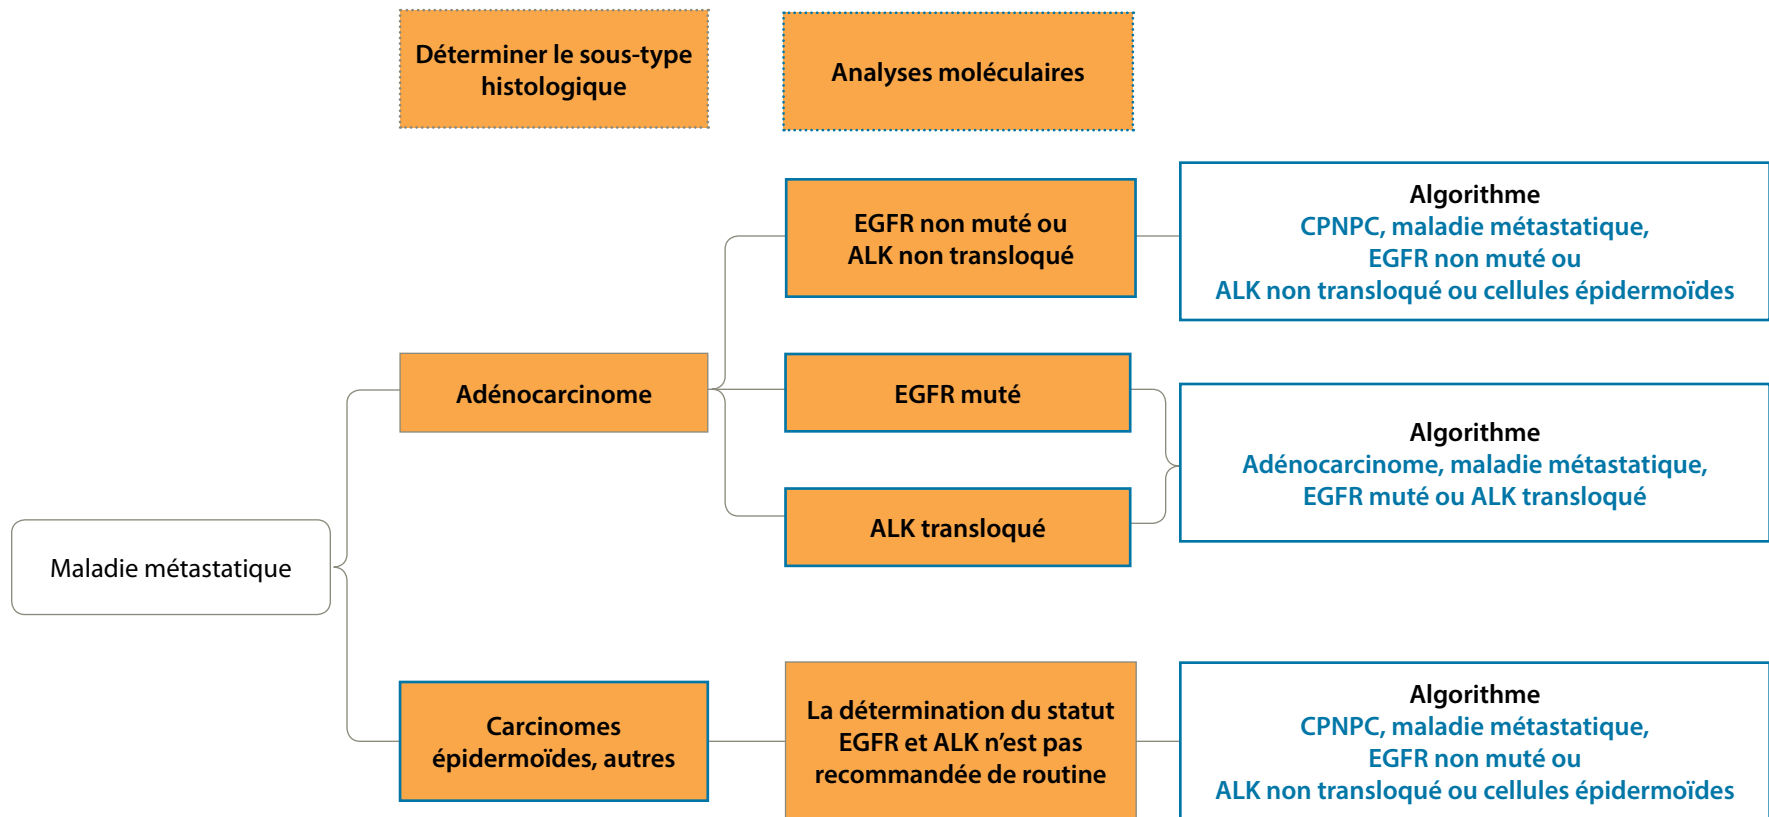 Déterminer le sous-type
histologique
Analyses moléculaires
EGFR non muté ou
ALK non transloqué
Algorithme
CPNPC, maladie métastatique,
EGFR non muté ou
ALK non transloqué ou cellules épidermoïdes
Adénocarcinome
EGFR muté
ALK transloqué
Algorithme
Adénocarcinome, maladie métastatique,
EGFR muté ou ALK transloqué
Maladie métastatique
Carcinomes
épidermoïdes, autres
La détermination du statut
EGFR et ALK n’est pas
recommandée de routine
Algorithme
CPNPC, maladie métastatique,
EGFR non muté ou
ALK non transloqué ou cellules épidermoïdes